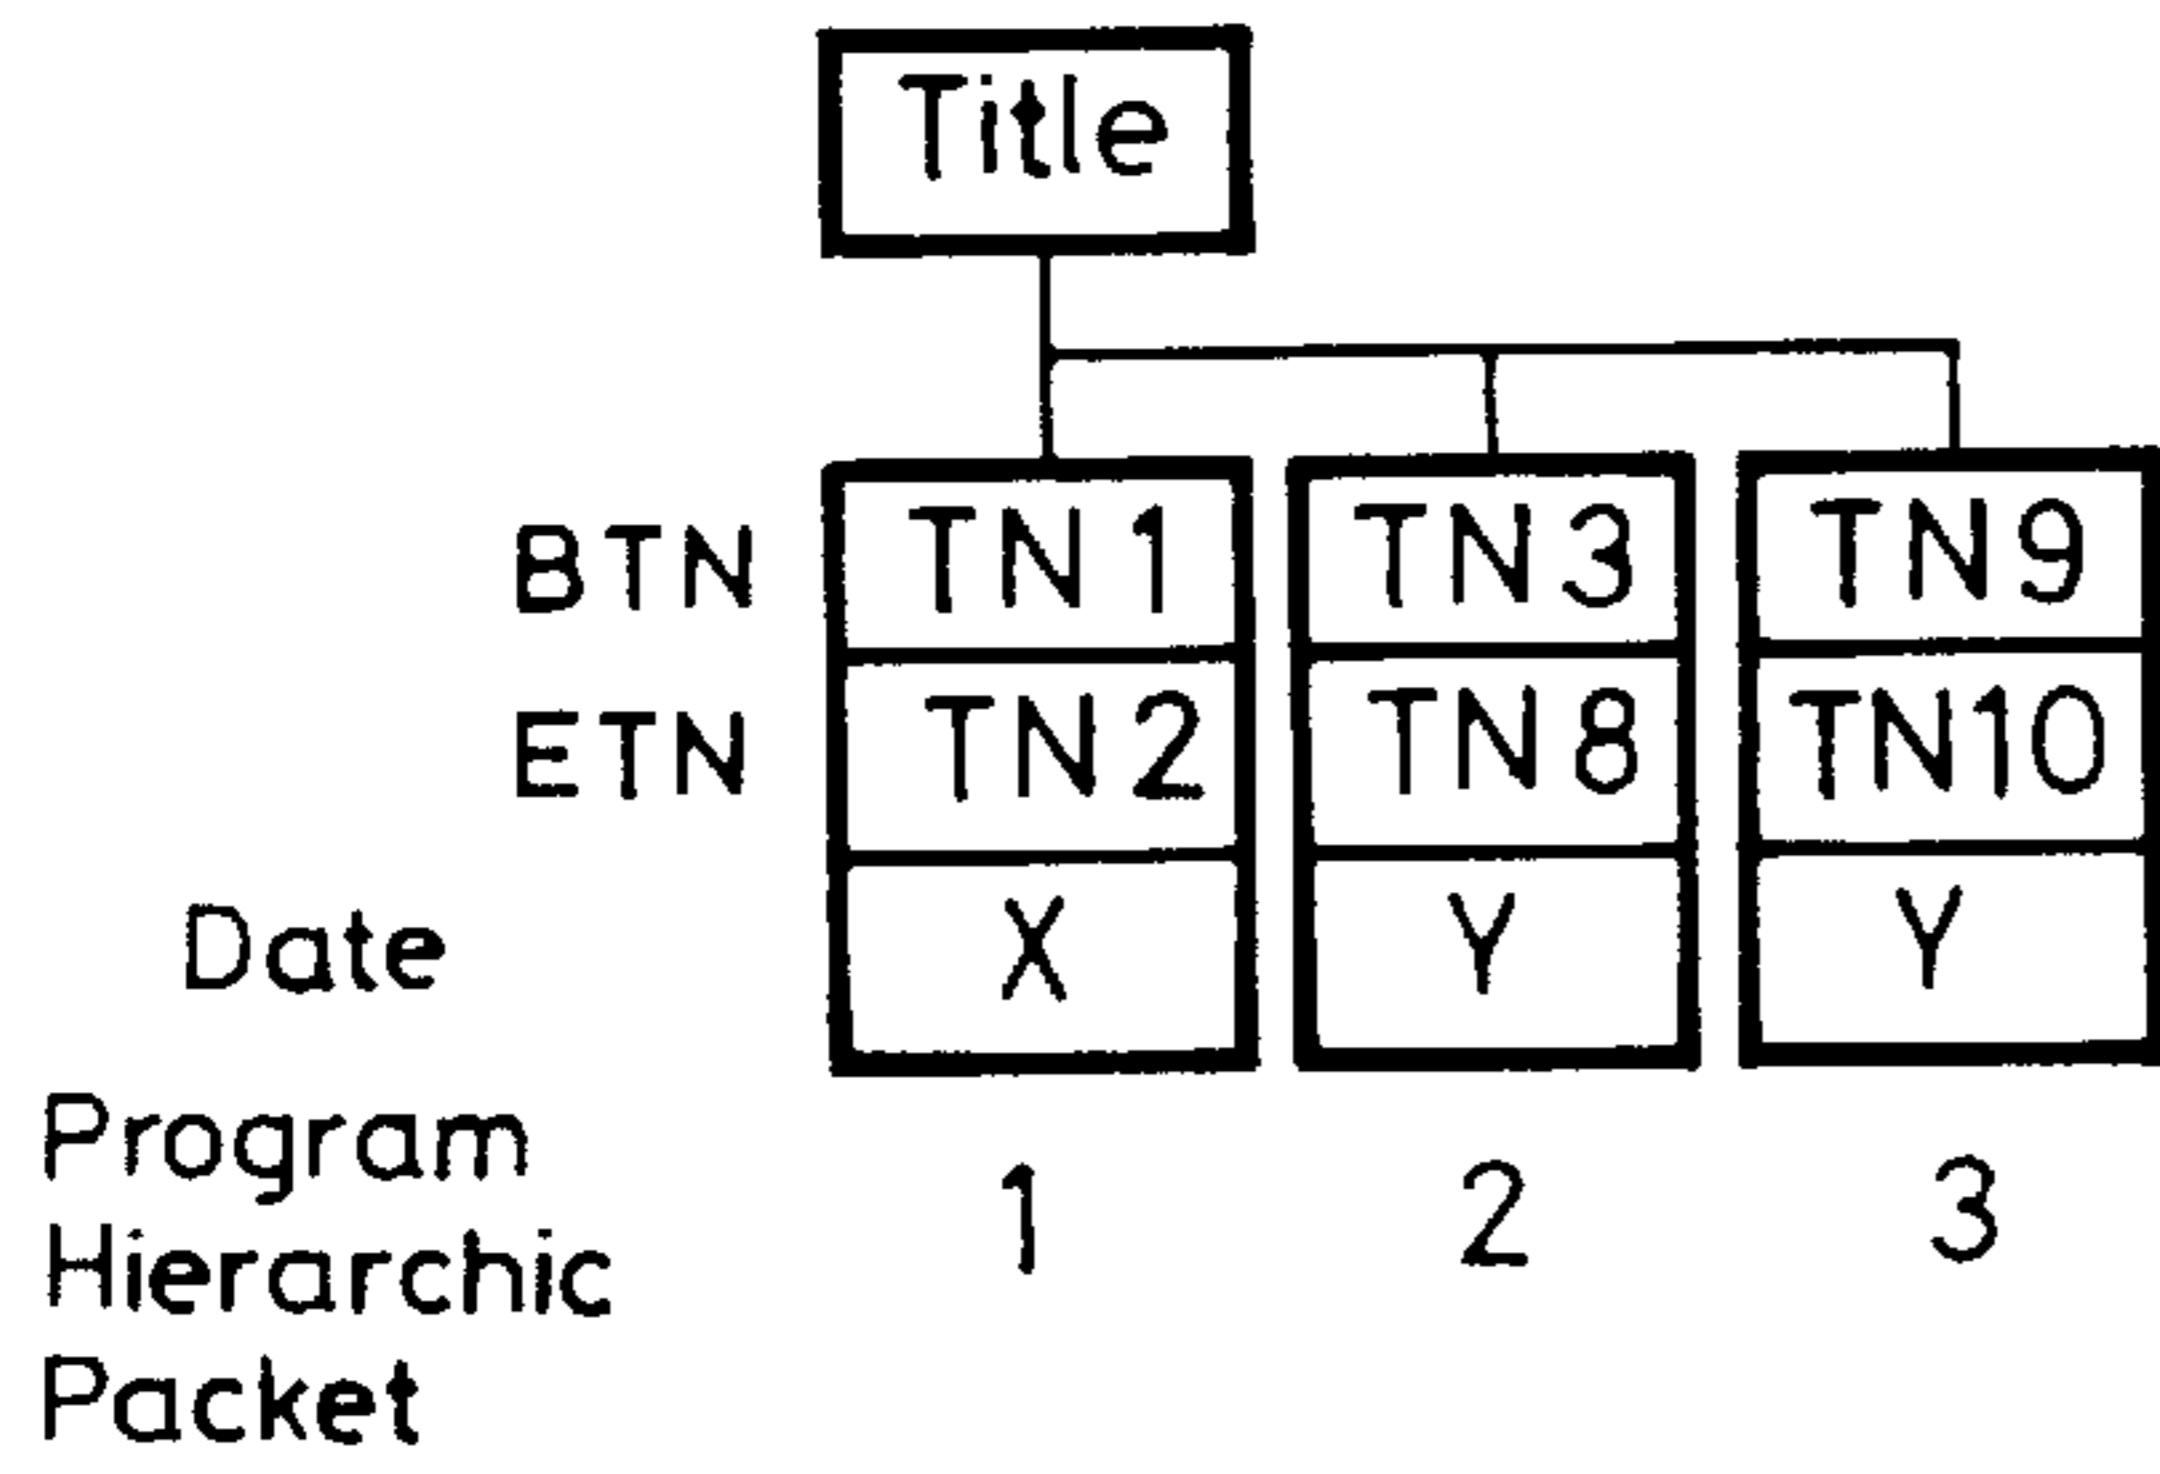 Title
BTN TN1 TN3 TN9
ETN TN2 TN8 TN10
Date X Y Y
Program
Hierarchic 1 2 3
Packet